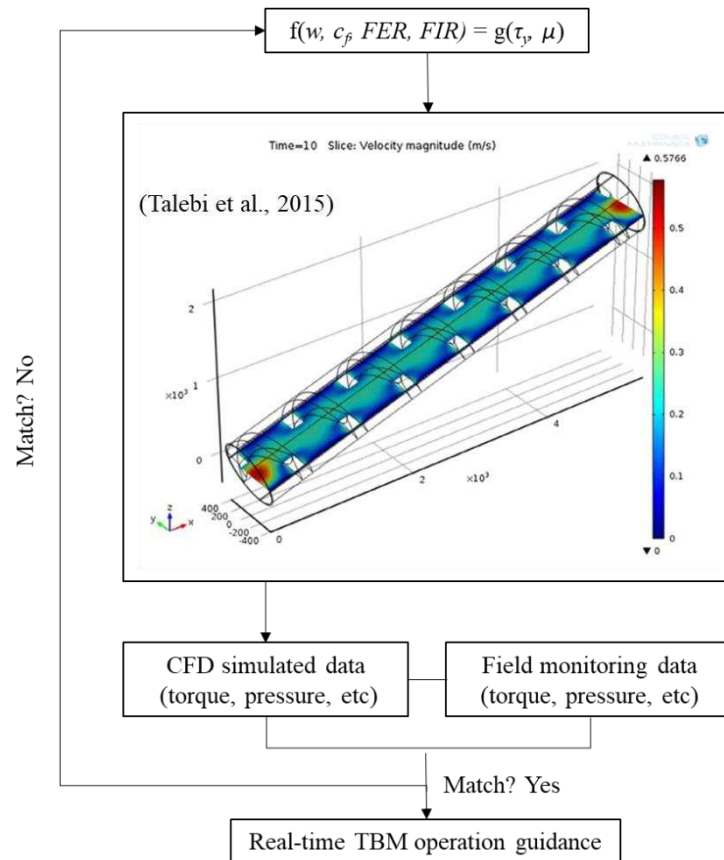 f(w, c_f, FER, FIR) = g(τ_y, μ)
Time=10 Slice: Velocity magnitude (m/s)
▲ 0.5766
(Talebi et al., 2015)
0.5
0.4
0.3
0.2
0.1
0
▼ 0
2
1
×10³
0
400
200
0
-200
-400
0
2
×10³
4
z
y
x
Match? No
CFD simulated data
(torque, pressure, etc)
Field monitoring data
(torque, pressure, etc)
Match? Yes
Real-time TBM operation guidance